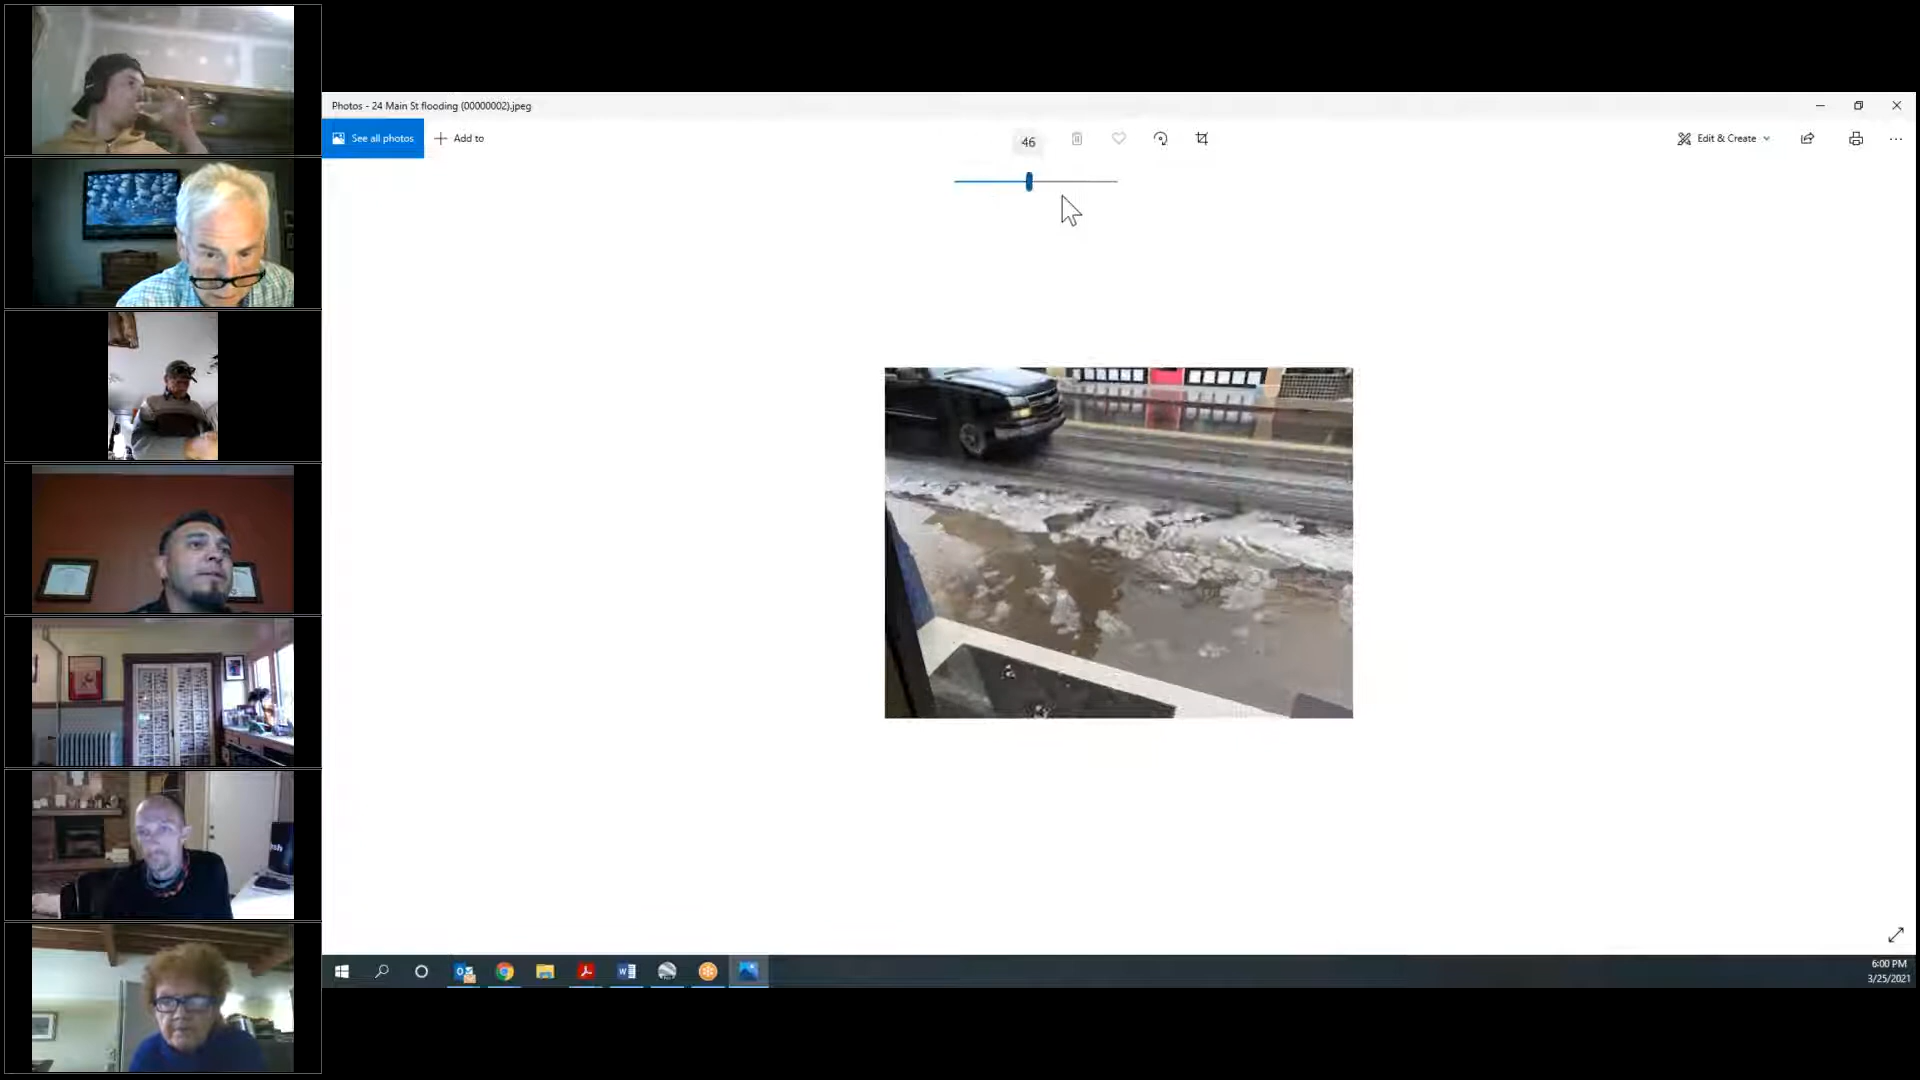 Photos - 24 Main St flooding (00000002).jpeg
See all photos
Add to
46
Edit & Create
6:00 PM
3/25/2021